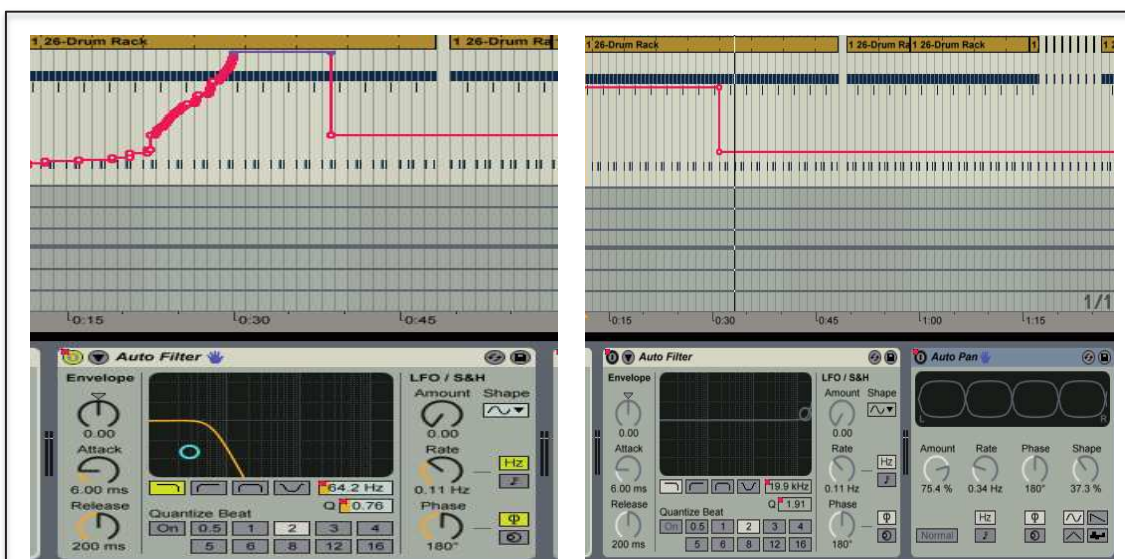 1 26-Drum Rack
1 26-Drum Ra
0:15
0:30
0:45
Auto Filter
Envelope
LFO / S&H
Amount
Shape
0.00
0.00
Attack
Rate
6.00 ms
0.11 Hz
Hz
64.2 Hz
Release
Q 0.76
Phase
Quantize Beat
On 0.5 1 2 3 4
5 6 8 12 16
200 ms
180°
1 26-Drum Rack
1 26-Drum Ra
1 26-Drum Rack
1
1/1
0:15
0:30
0:45
1:00
1:15
Auto Filter
Envelope
LFO / S&H
Amount
Shape
0.00
0.00
Attack
Rate
6.00 ms
0.11 Hz
Hz
19.9 kHz
Release
Q 1.91
Phase
Quantize Beat
On 0.5 1 2 3 4
5 6 8 12 16
200 ms
180°
Auto Pan
L
R
Amount
Rate
Phase
Shape
75.4 %
0.34 Hz
180°
37.3 %
Normal
Hz